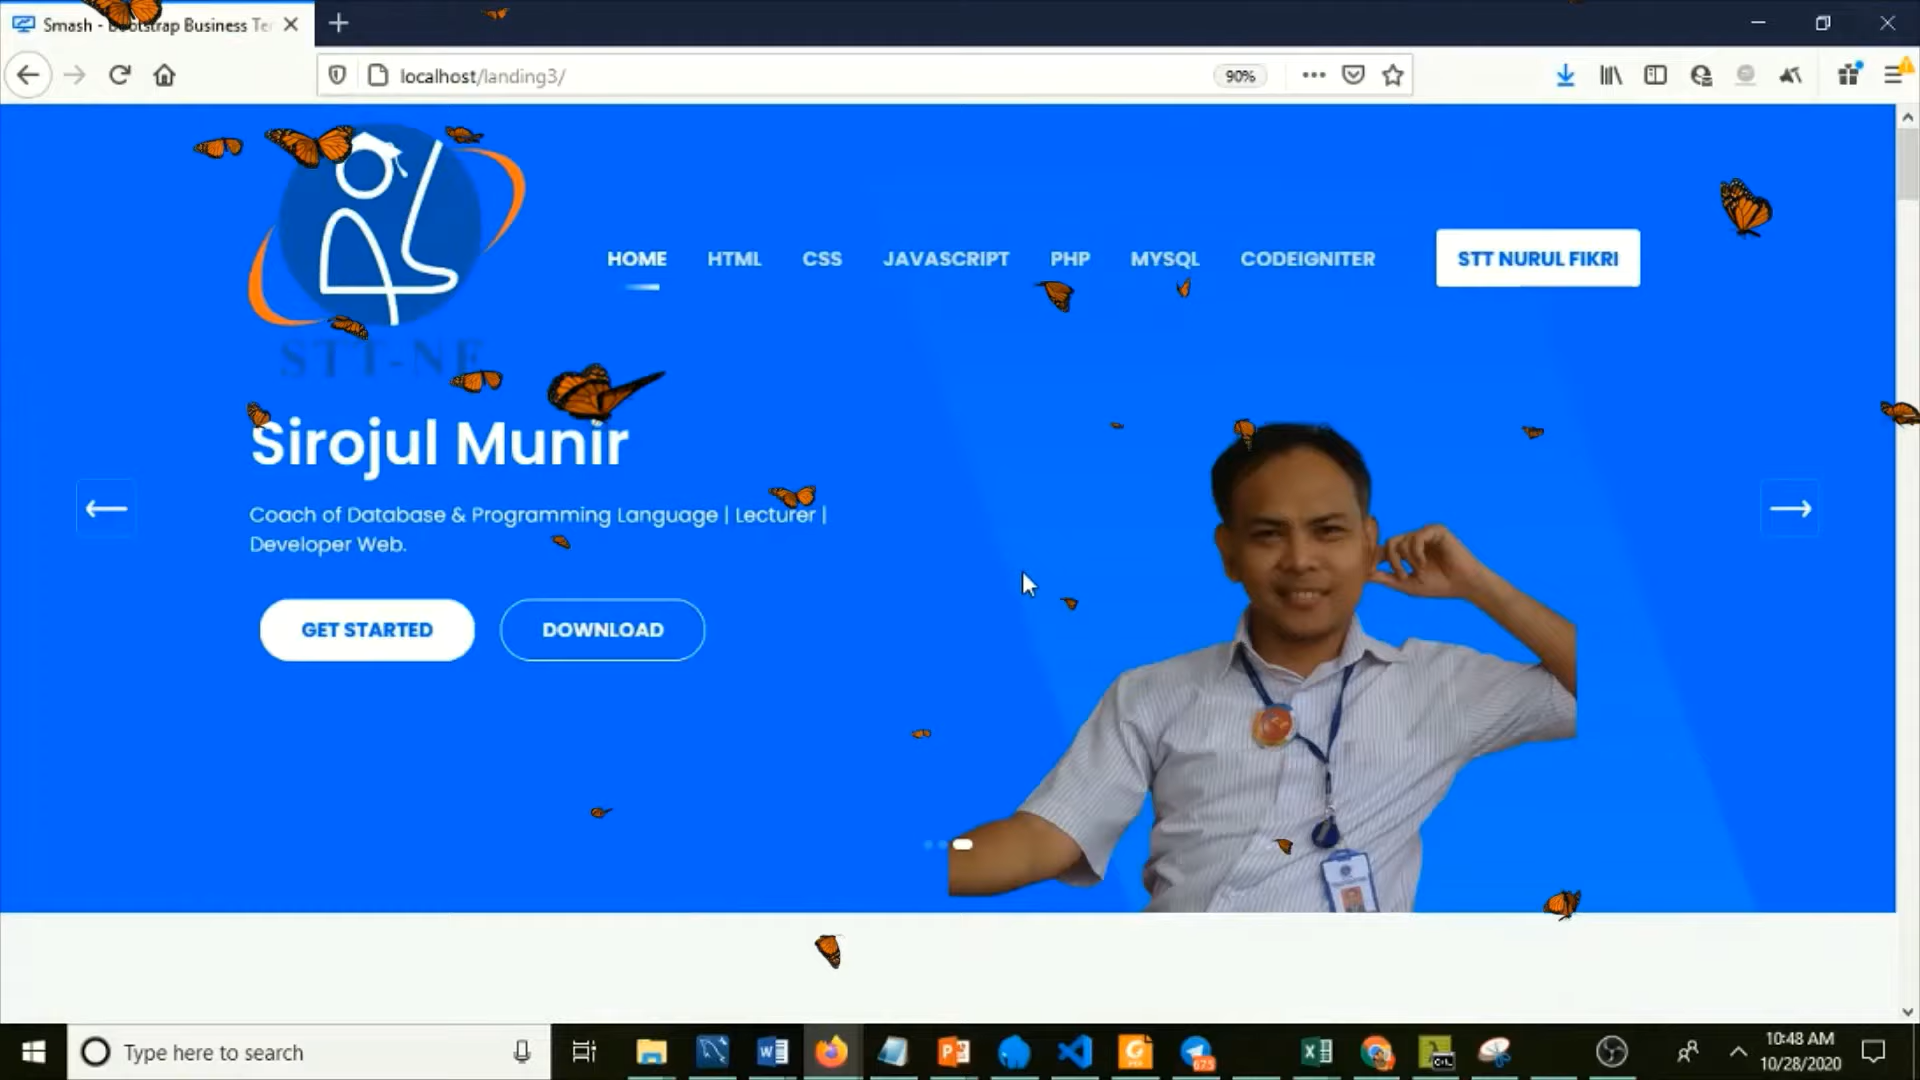 Smash - Bootstrap Business Te
localhost/landing3/
90%
HOME
HTML
CSS
JAVASCRIPT
PHP
MYSQL
CODEIGNITER
STT NURUL FIKRI
STT-NF
Sirojul Munir
Coach of Database & Programming Language | Lecturer |
Developer Web.
GET STARTED
DOWNLOAD
Type here to search
10:48 AM
10/28/2020